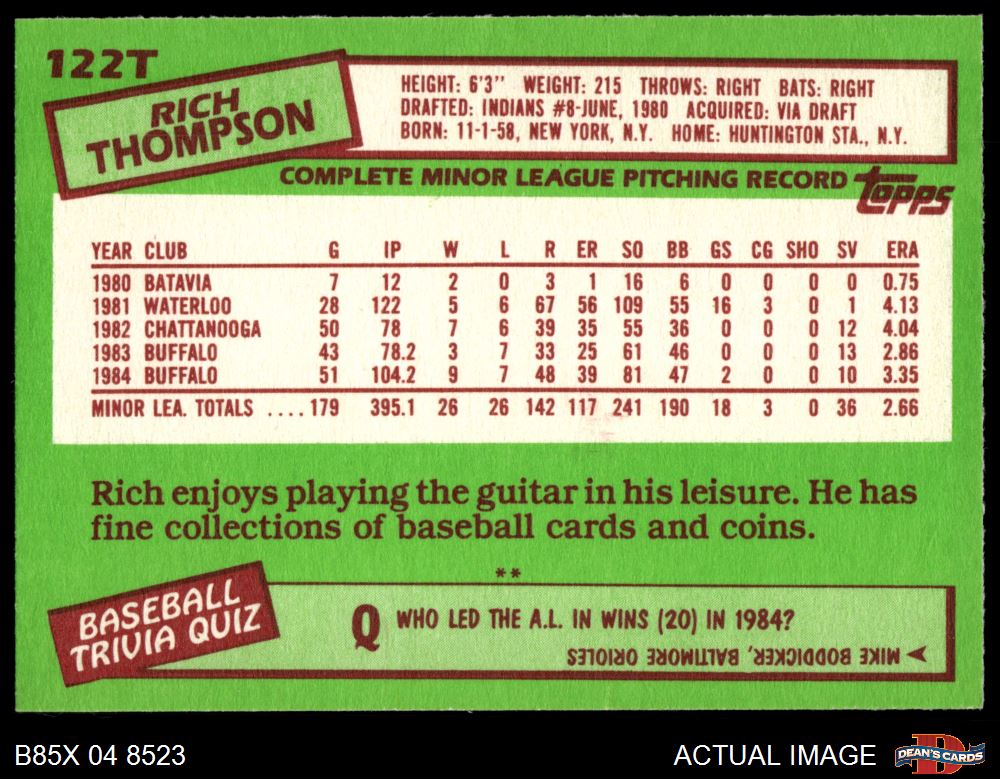 122T
RICH
THOMPSON
HEIGHT: 6'3'' WEIGHT: 215 THROWS: RIGHT BATS: RIGHT
DRAFTED: INDIANS #8-JUNE, 1980 ACQUIRED: VIA DRAFT
BORN: 11-1-58, NEW YORK, N.Y. HOME: HUNTINGTON STA., N.Y.
COMPLETE MINOR LEAGUE PITCHING RECORD topps
YEAR CLUB G IP W L R ER SO BB GS CG SHO SV ERA
1980 BATAVIA 7 12 2 0 3 1 16 6 0 0 0 0 0.75
1981 WATERLOO 28 122 5 6 67 56 109 55 16 3 0 1 4.13
1982 CHATTANOOGA 50 78 7 6 39 35 55 36 0 0 0 12 4.04
1983 BUFFALO 43 78.2 3 7 33 25 61 46 0 0 0 13 2.86
1984 BUFFALO 51 104.2 9 7 48 39 81 47 2 0 0 10 3.35
MINOR LEA. TOTALS ....179 395.1 26 26 142 117 241 190 18 3 0 36 2.66
Rich enjoys playing the guitar in his leisure. He has
fine collections of baseball cards and coins.
**
BASEBALL
TRIVIA QUIZ
Q WHO LED THE A.L. IN WINS (20) IN 1984?
MIKE BODDICKER, BALTIMORE ORIOLES
B85X 04 8523 ACTUAL IMAGE DEAN'S CARDS